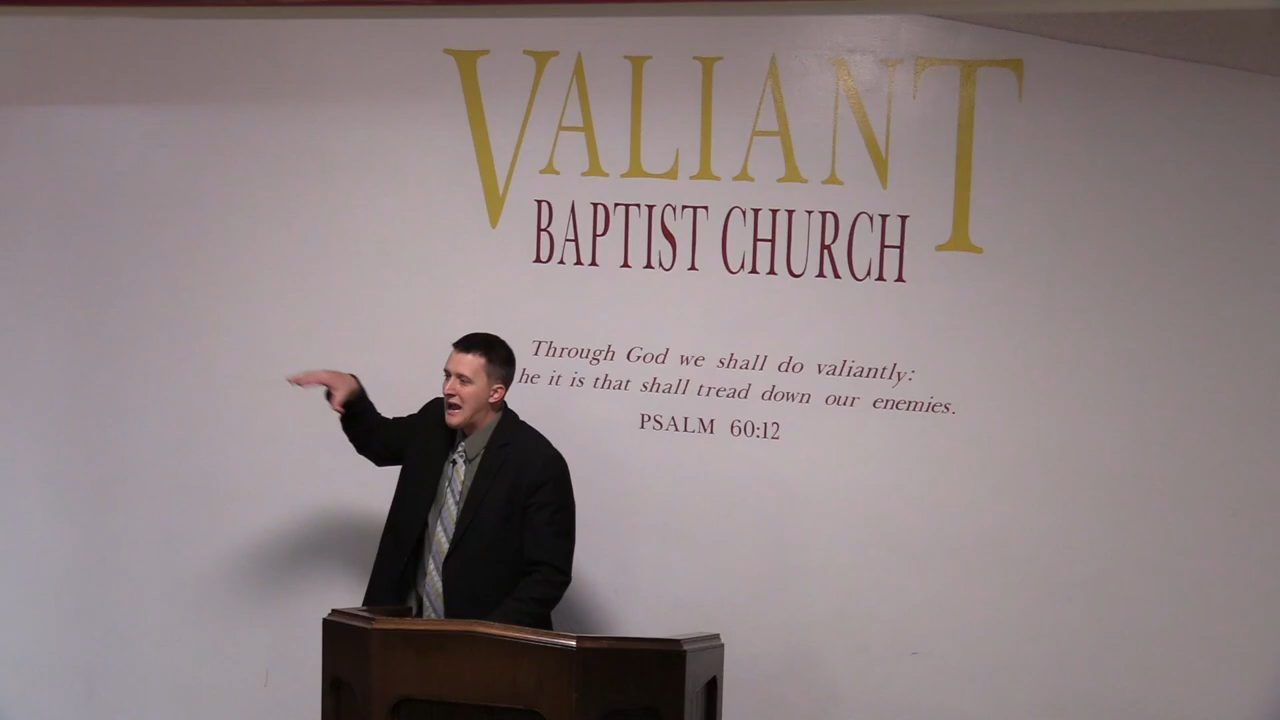 VALIANT
BAPTIST CHURCH
Through God we shall do valiantly:
he it is that shall tread down our enemies.
PSALM 60:12